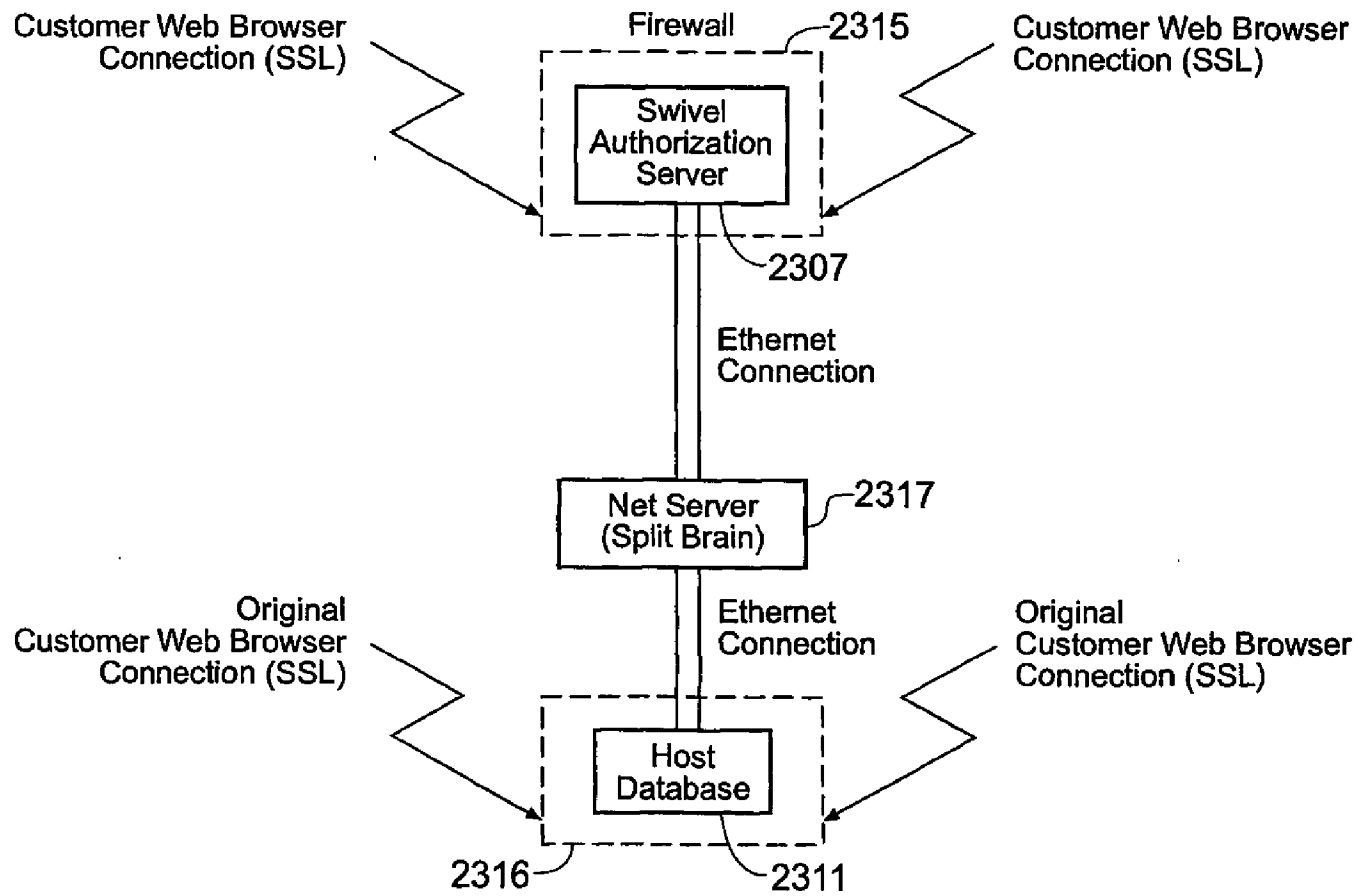 Customer Web Browser
Connection (SSL)
Firewall
2315
Customer Web Browser
Connection (SSL)
Swivel
Authorization
Server
2307
Ethernet
Connection
Net Server
(Split Brain)
2317
Original
Customer Web Browser
Connection (SSL)
Ethernet
Connection
Original
Customer Web Browser
Connection (SSL)
Host
Database
2316
2311